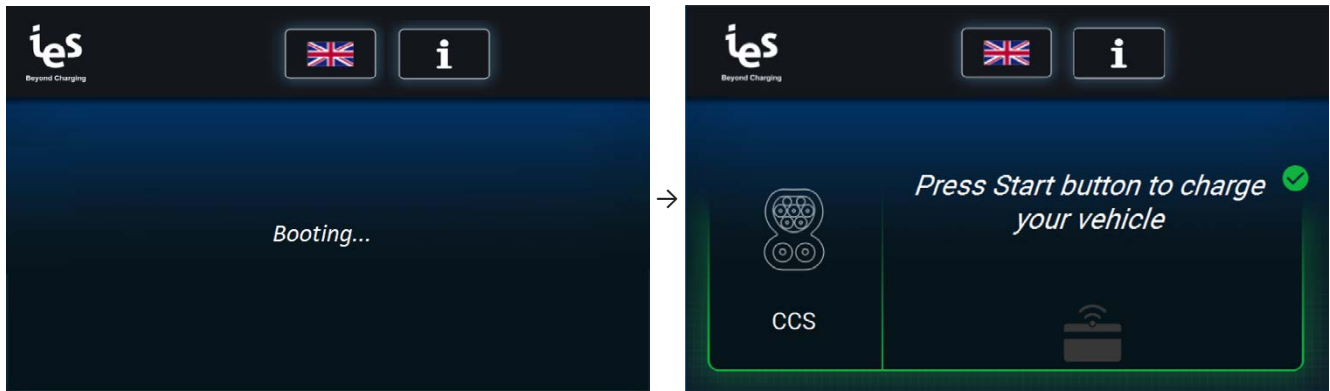 ies
Beyond Charging
i
Booting...
→
ies
Beyond Charging
i
Press Start button to charge
your vehicle
CCS